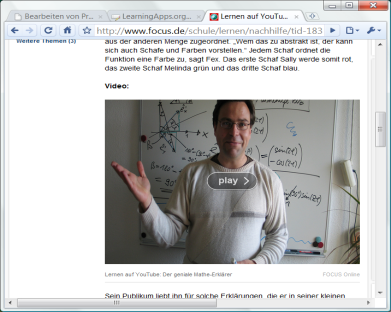 Bearbeiten von Pr...
LearningApps.org...
Lernen auf YouTu...
http://www.focus.de/schule/lernen/nachhilfe/tid-183
Weitere Themen (3)
aus der anderen Menge zugeordnet. „Wem das zu abstrakt ist, der kann
sich auch Schafe und Farben vorstellen.“ Jedem Schaf ordnet die
Funktion eine Farbe zu, sagt Fex. Das erste Schaf Sally werde somit rot,
das zweite Schaf Melinda grün und das dritte Schaf blau.
Video:
play
Lernen auf YouTube: Der geniale Mathe-Erklärer
FOCUS Online
Sein Publikum liebt ihn für solche Erklärungen, die er in seiner kleinen